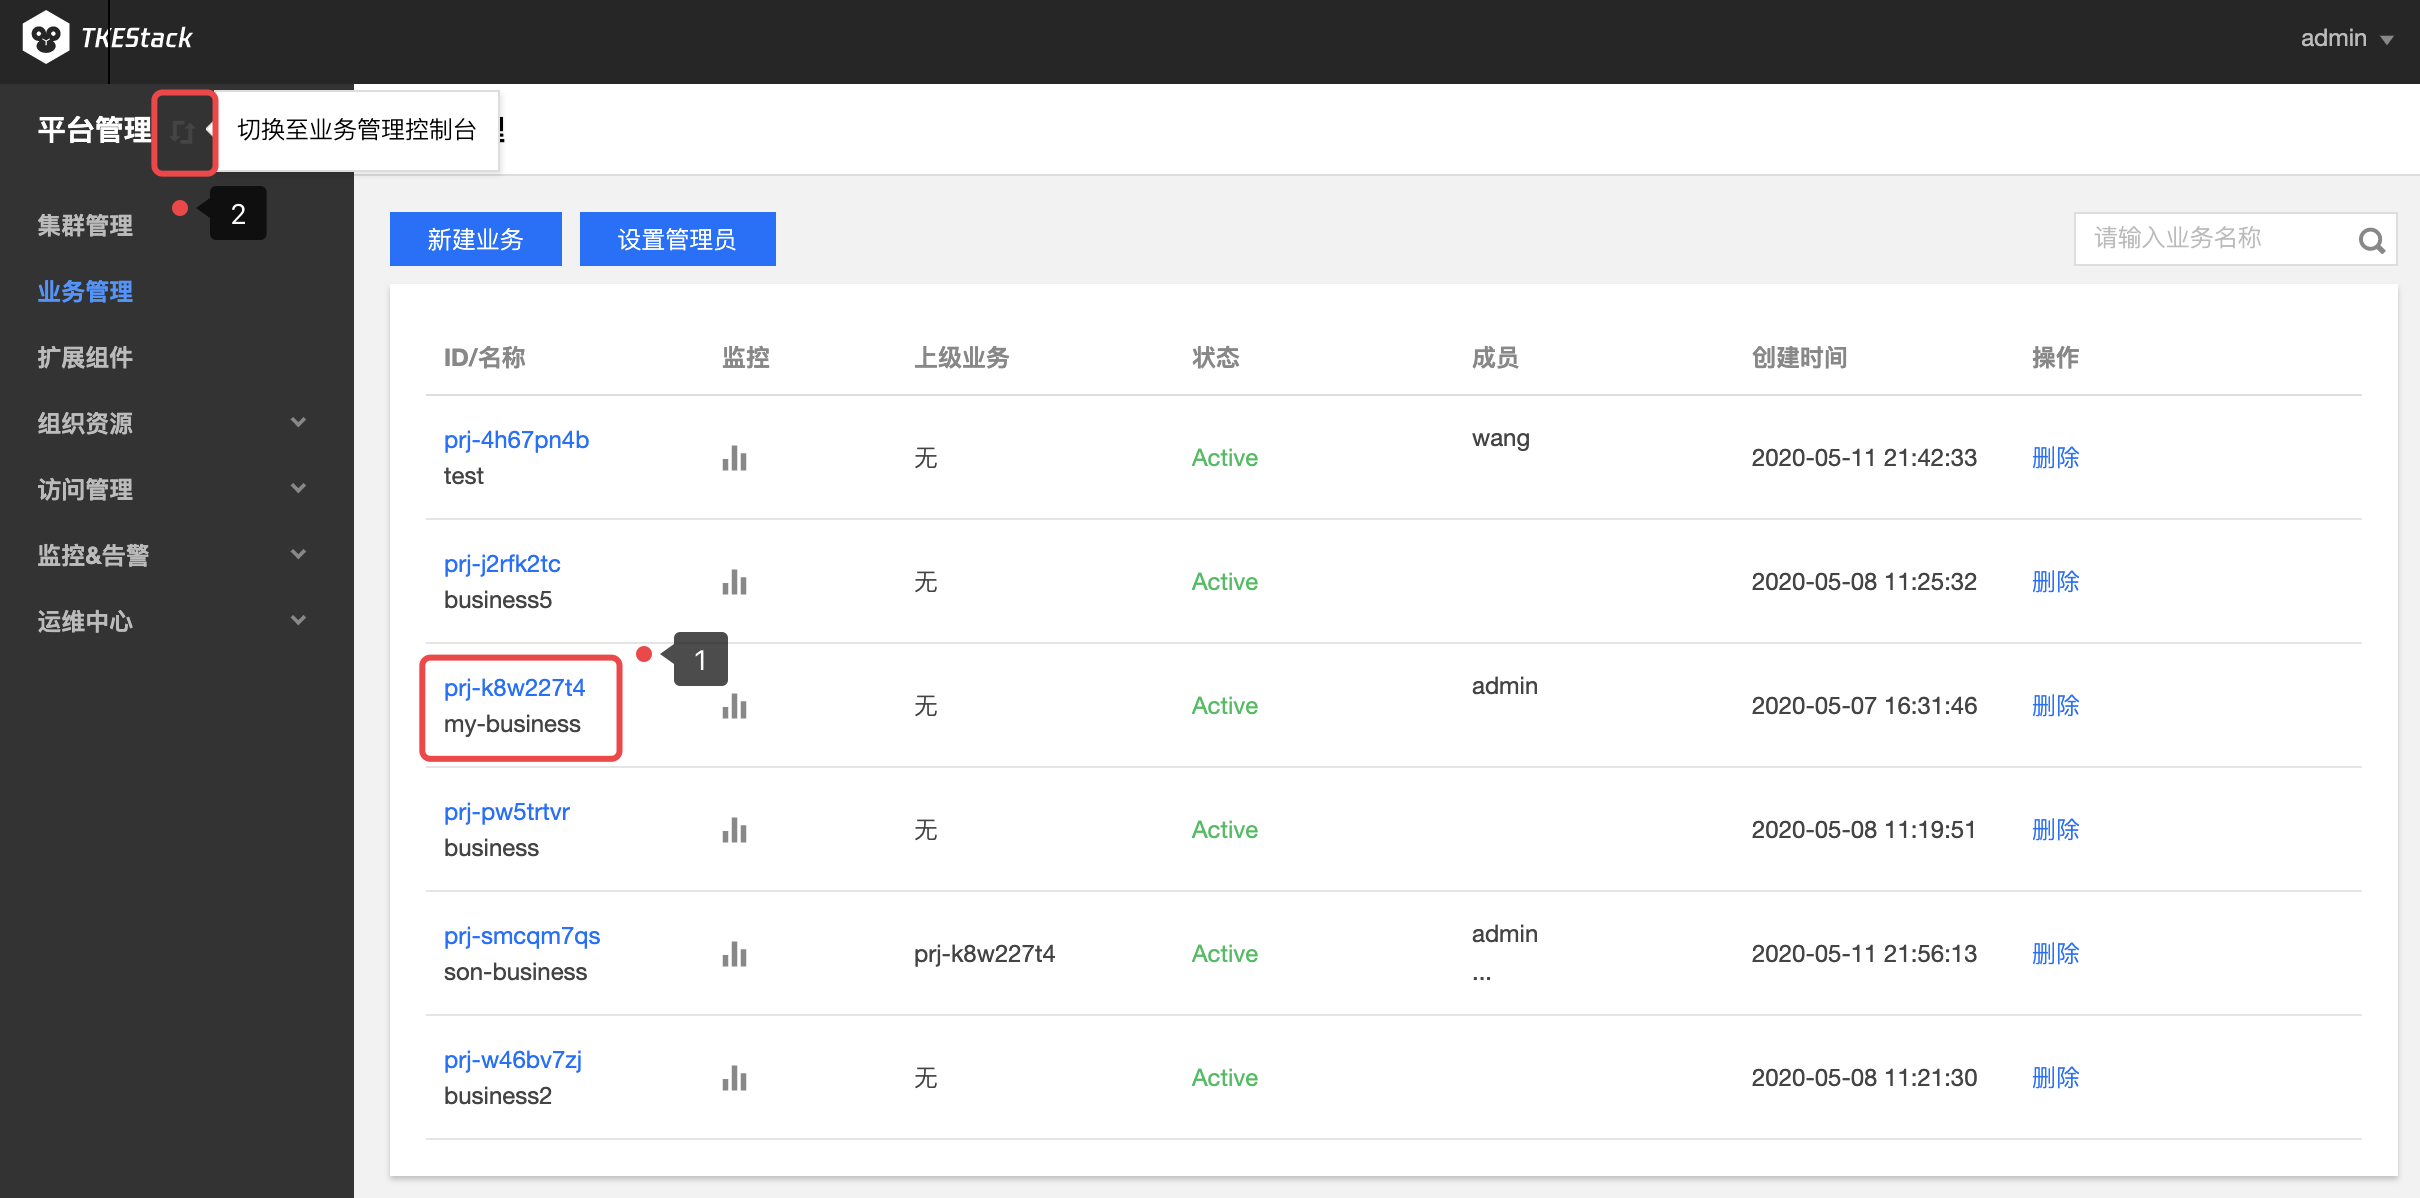 TKEStack
admin
平台管理
切换至业务管理控制台
2
集群管理
业务管理
扩展组件
组织资源
访问管理
监控&告警
运维中心
新建业务
设置管理员
请输入业务名称
ID/名称 监控 上级业务 状态 成员 创建时间 操作
prj-4h67pn4b
test
无 Active wang 2020-05-11 21:42:33 删除
prj-j2rfk2tc
business5
无 Active 2020-05-08 11:25:32 删除
1
prj-k8w227t4
my-business
无 Active admin 2020-05-07 16:31:46 删除
prj-pw5trtvr
business
无 Active 2020-05-08 11:19:51 删除
prj-smcqm7qs
son-business
prj-k8w227t4 Active admin
... 2020-05-11 21:56:13 删除
prj-w46bv7zj
business2
无 Active 2020-05-08 11:21:30 删除